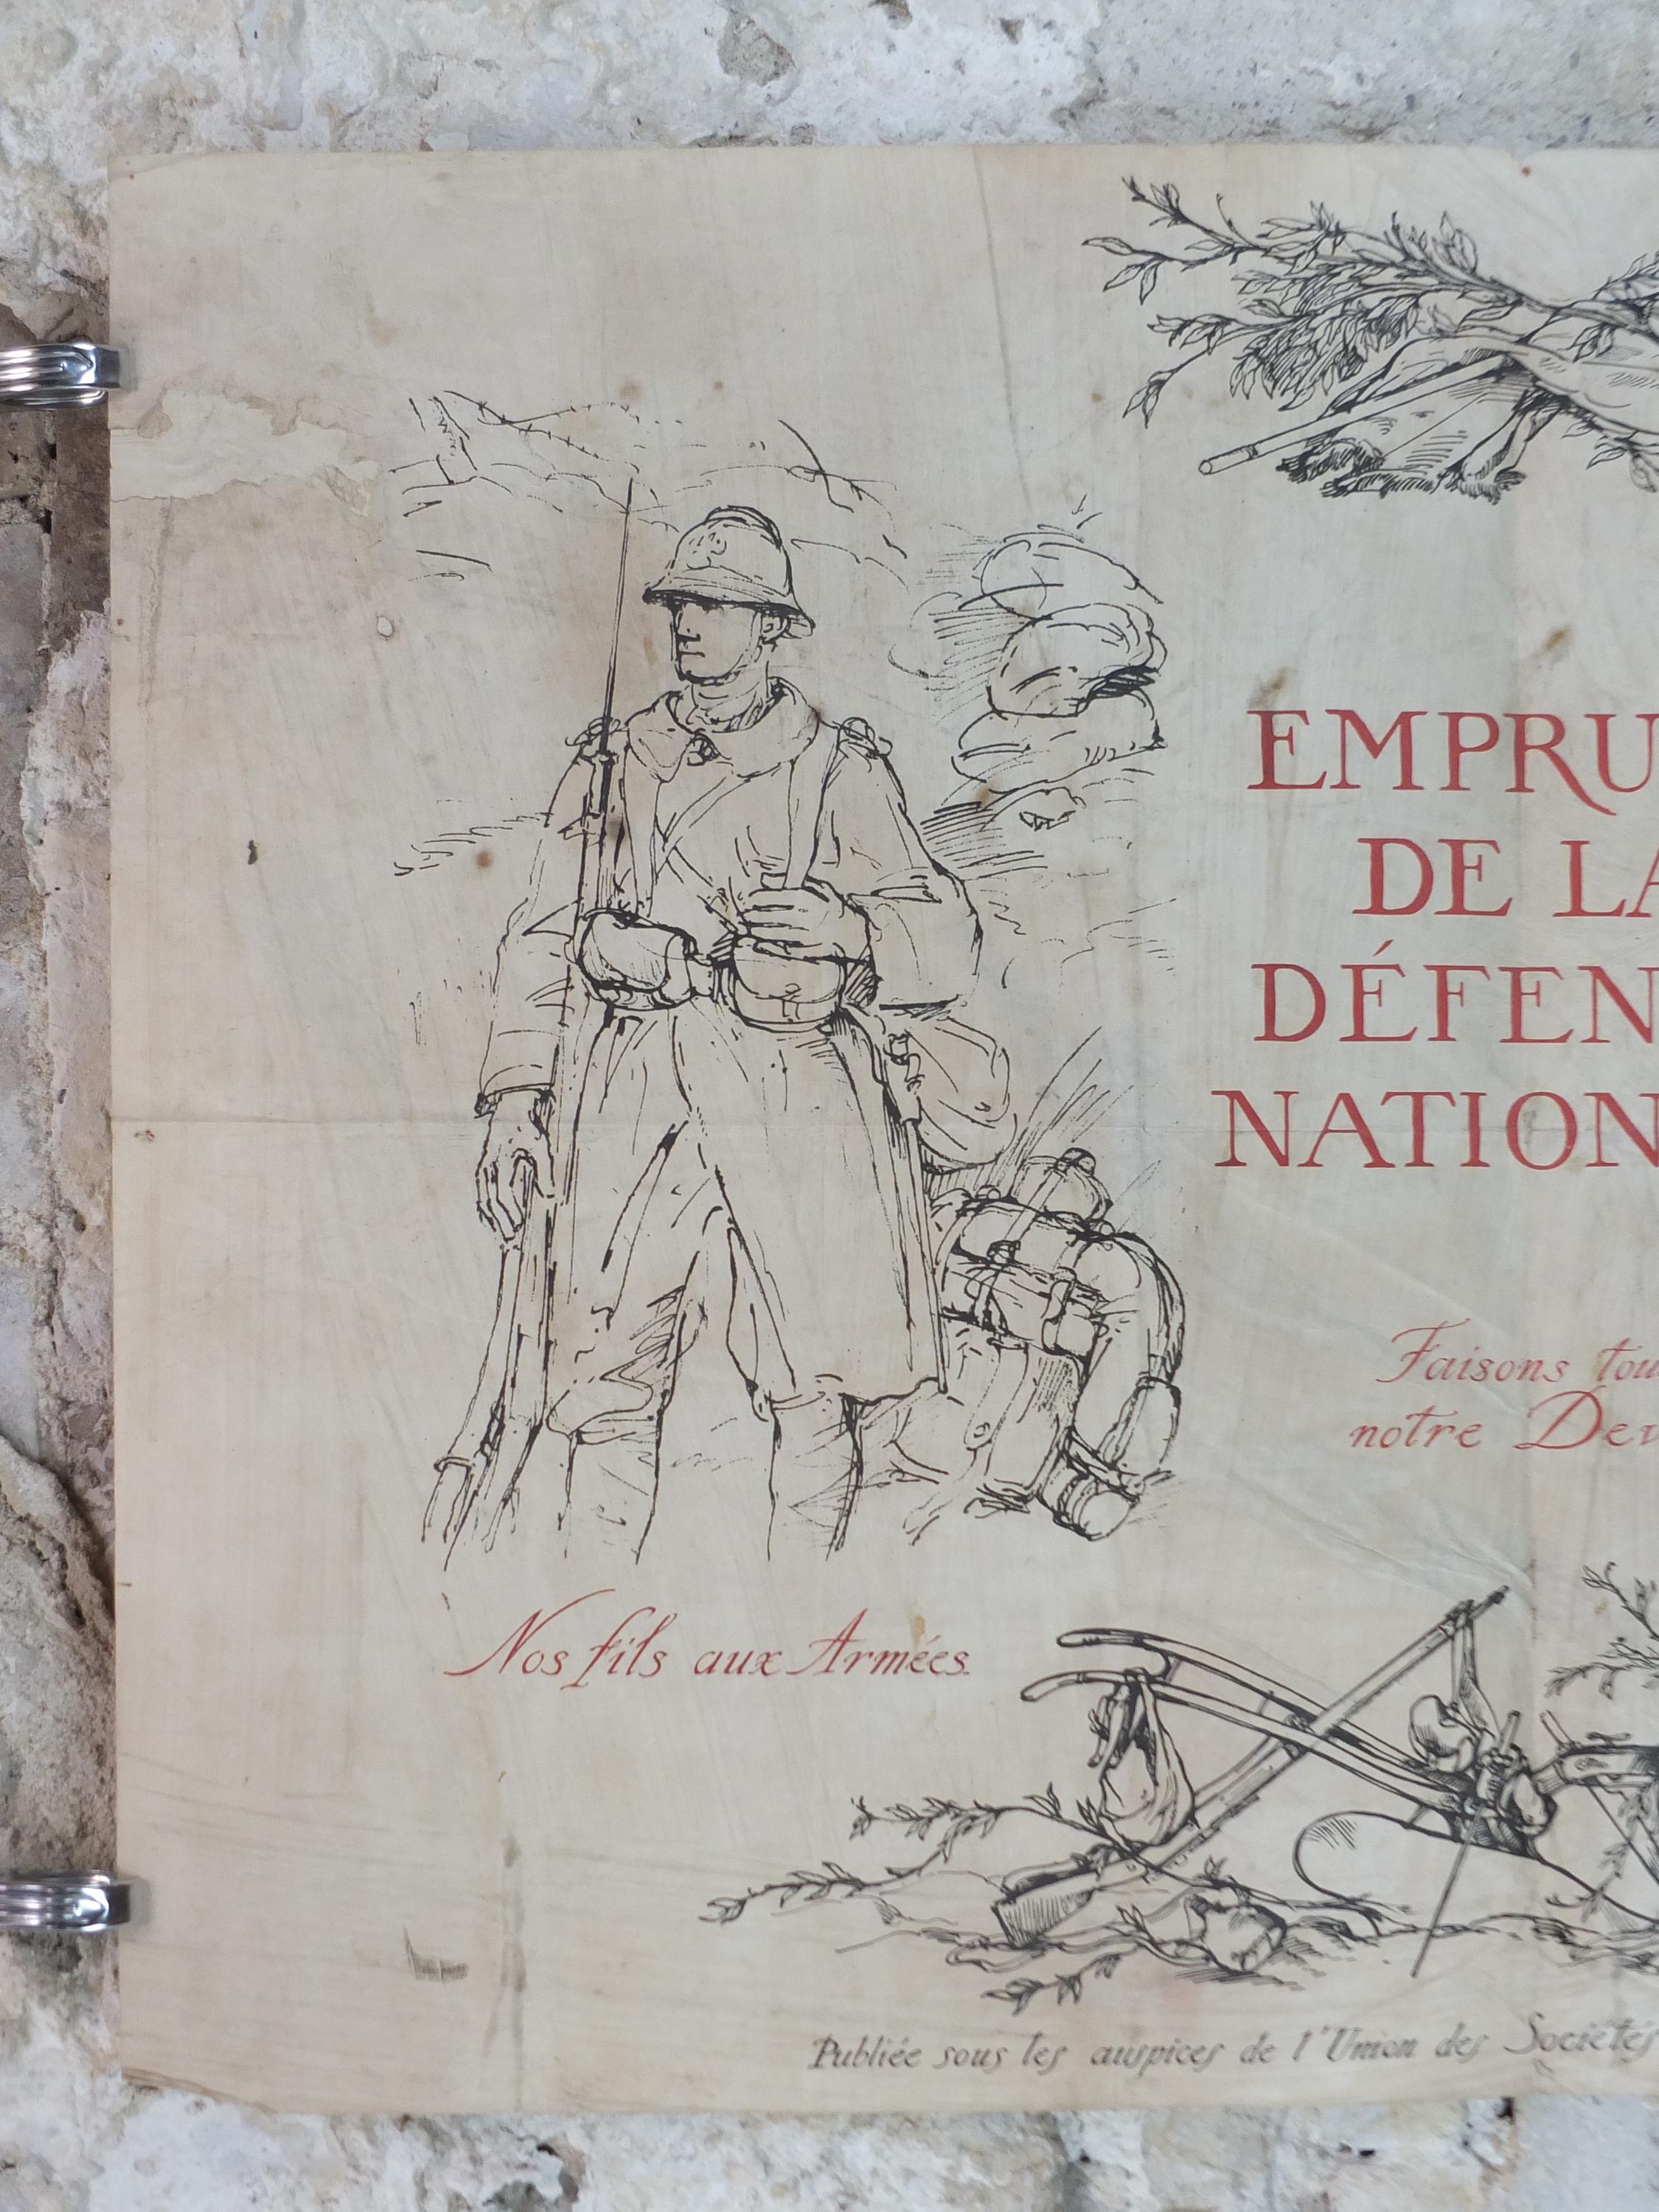 EMPRU
DE LA
DÉFEN
NATION
Faisons tou
notre Dev
Nos fils aux Armées.
Publiée sous les auspices de l'Union des Sociétés